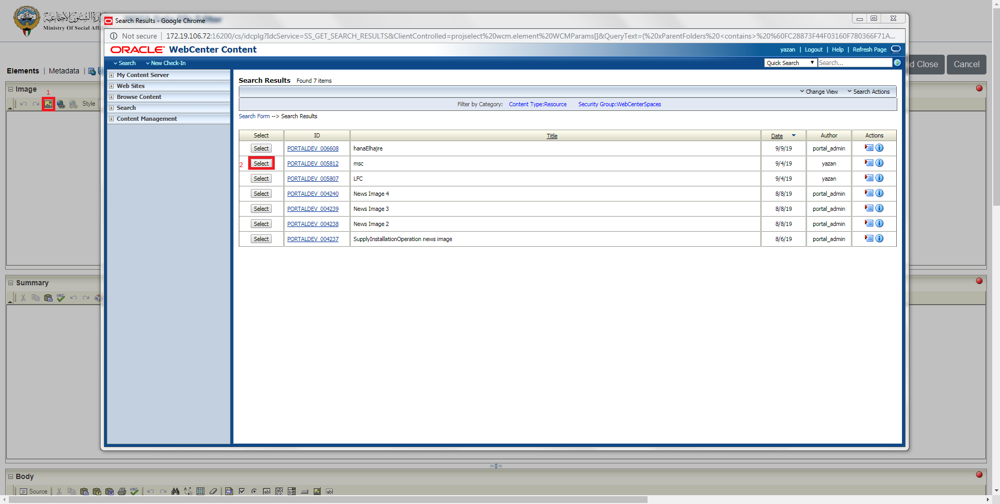 Search Results - Google Chrome
Not secure | 172.19.106.72:16200/cs/idcplg?IdcService=SS_GET_SEARCH_RESULTS&ClientControlled=projselect%20wcm.element%20WCMParams[]&QueryText=(%20xParentFolders%20<contains>%20%60FC28873F44F03160F780366F71A...
Ministry Of Social
ORACLE WebCenter Content
yazan | Logout | Help | Refresh Page
Search New Check-In
Quick Search Search...
d Close Cancel
Elements | Metadata |
Image
1
Style
My Content Server
Web Sites
Browse Content
Search
Content Management
Search Results Found 7 items
Change View Search Actions
Filter by Category: Content Type:Resource Security Group:WebCenterSpaces
Search Form --> Search Results
Select ID Title Date Author Actions
Select PORTALDEV_006608 hanaElhajre 9/9/19 portal_admin
2 Select PORTALDEV_005812 msc 9/4/19 yazan
Select PORTALDEV_005807 LFC 9/4/19 yazan
Select PORTALDEV_004240 News Image 4 8/8/19 portal_admin
Select PORTALDEV_004239 News Image 3 8/8/19 portal_admin
Select PORTALDEV_004238 News Image 2 8/8/19 portal_admin
Select PORTALDEV_004237 SupplyInstallationOperation news image 8/6/19 portal_admin
Summary
Body
Source